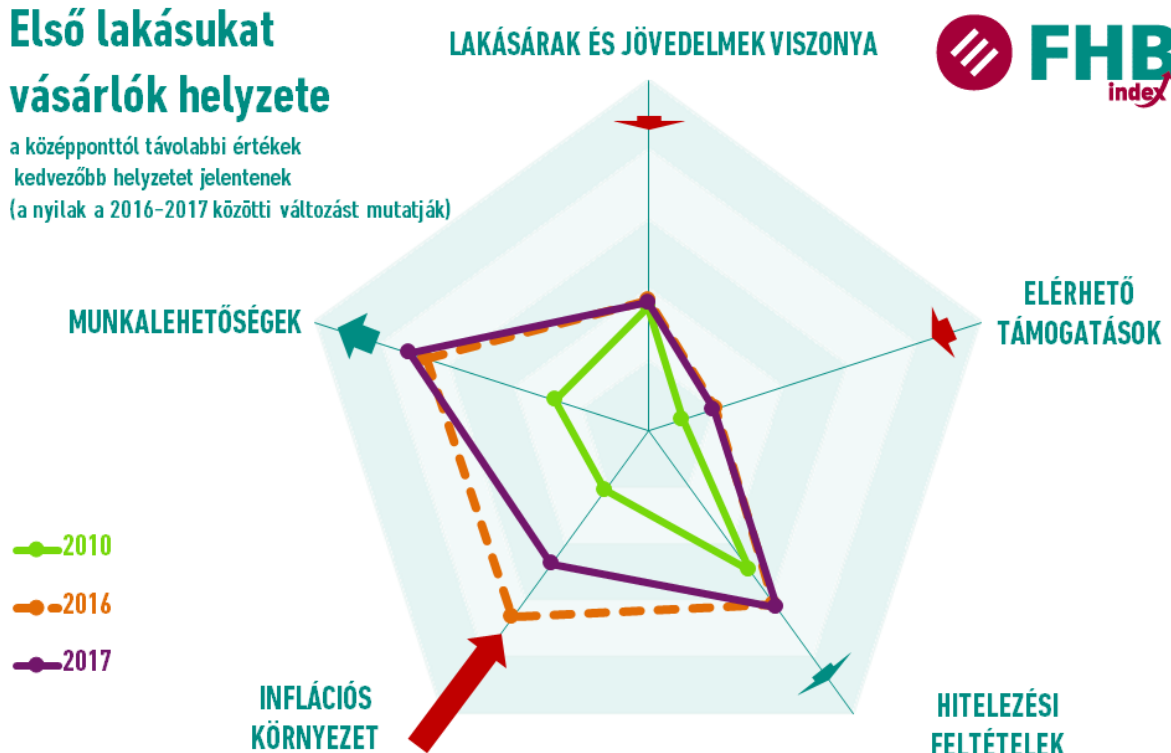 Első lakásukat
vásárlók helyzete
a középponttól távolabbi értékek
kedvezőbb helyzetet jelentenek
(a nyilak a 2016-2017 közötti változást mutatják)
LAKÁSÁRAK ÉS JÖVEDELMEK VISZONYA
FHB
index
ELÉRHETŐ
TÁMOGATÁSOK
MUNKALEHETŐSÉGEK
2010
2016
2017
INFLÁCIÓS
KÖRNYEZET
HITELEZÉSI
FELTÉTELEK